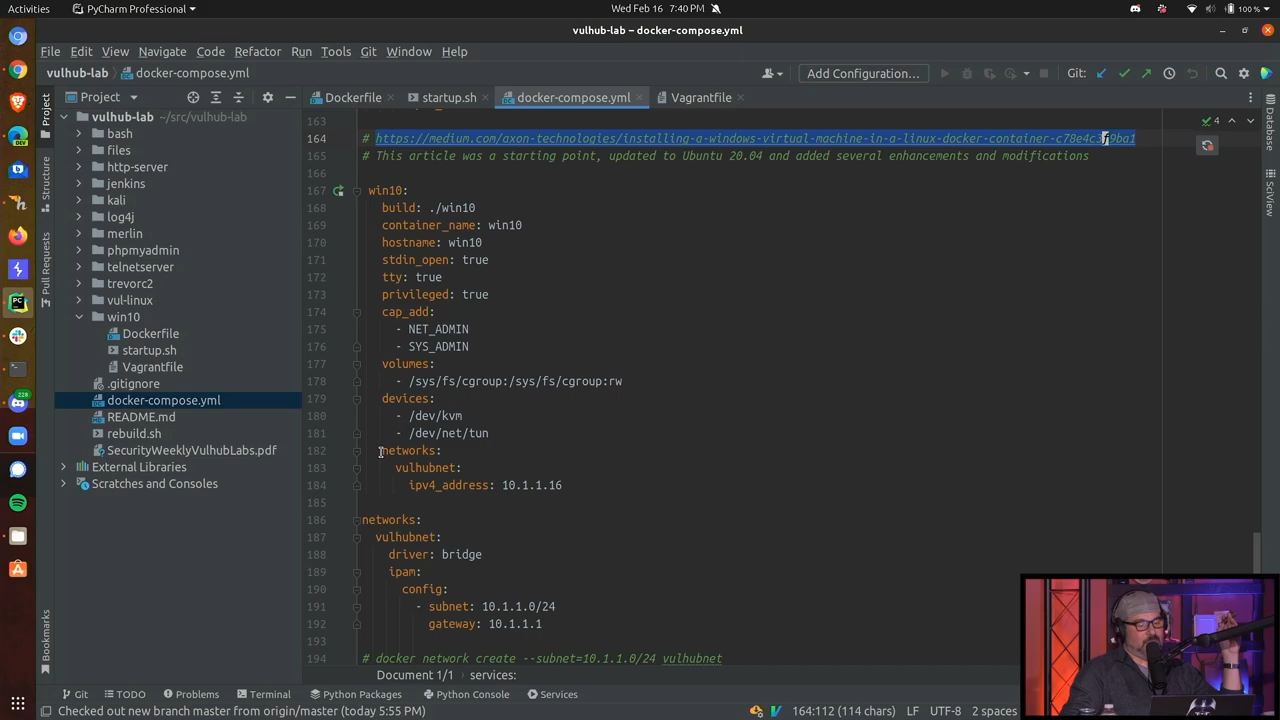 Activities
PyCharm Professional
Wed Feb 16 7:40 PM
100 %
vulhub-lab – docker-compose.yml
File Edit View Navigate Code Refactor Run Tools Git Window Help
vulhub-lab docker-compose.yml
Add Configuration...
Git:
Project
Dockerfile
startup.sh
docker-compose.yml
Vagrantfile
Project
Structure
Pull Requests
Bookmarks
vulhub-lab ~/src/vulhub-lab
bash
files
http-server
jenkins
kali
log4j
merlin
phpmyadmin
telnetserver
trevorc2
vul-linux
win10
Dockerfile
startup.sh
Vagrantfile
.gitignore
docker-compose.yml
README.md
rebuild.sh
SecurityWeeklyVulhubLabs.pdf
External Libraries
Scratches and Consoles
DEV
PC
228
163
164 # https://medium.com/axon-technologies/installing-a-windows-virtual-machine-in-a-linux-docker-container-c78e4c3f9ba1
165 # This article was a starting point, updated to Ubuntu 20.04 and added several enhancements and modifications
166
167 win10:
168 build: ./win10
169 container_name: win10
170 hostname: win10
171 stdin_open: true
172 tty: true
173 privileged: true
174 cap_add:
175 - NET_ADMIN
176 - SYS_ADMIN
177 volumes:
178 - /sys/fs/cgroup:/sys/fs/cgroup:rw
179 devices:
180 - /dev/kvm
181 - /dev/net/tun
182 networks:
183 vulhubnet:
184 ipv4_address: 10.1.1.16
185
186 networks:
187 vulhubnet:
188 driver: bridge
189 ipam:
190 config:
191 - subnet: 10.1.1.0/24
192 gateway: 10.1.1.1
193
194 # docker network create --subnet=10.1.1.0/24 vulhubnet
4
Database
SciView
Document 1/1 services:
Git TODO Problems Terminal Python Packages Python Console Services
Checked out new branch master from origin/master (today 5:55 PM)
164:112 (114 chars) LF UTF-8 2 spaces